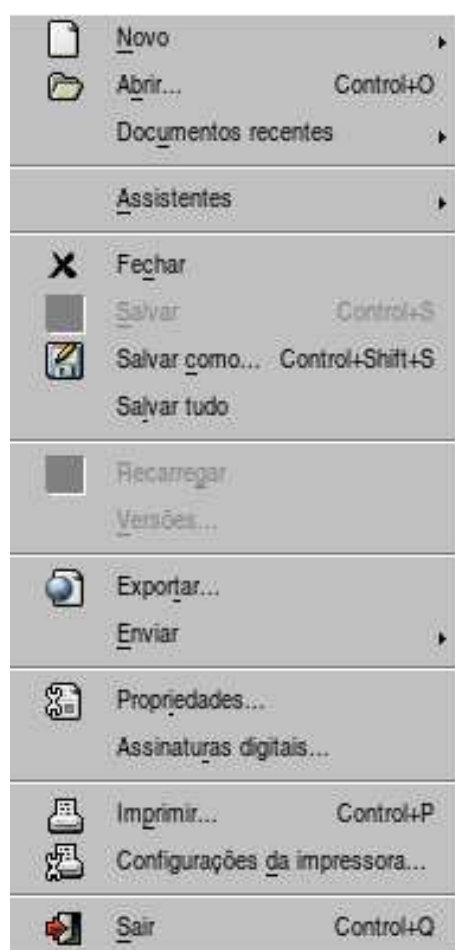 Novo
Abrir... Control+O
Documentos recentes
Assistentes
Fechar
Salvar Control+S
Salvar como... Control+Shift+S
Salvar tudo
Recarregar
Versões...
Exportar...
Enviar
Propriedades...
Assinaturas digitais...
Imprimir... Control+P
Configurações da impressora...
Sair Control+Q